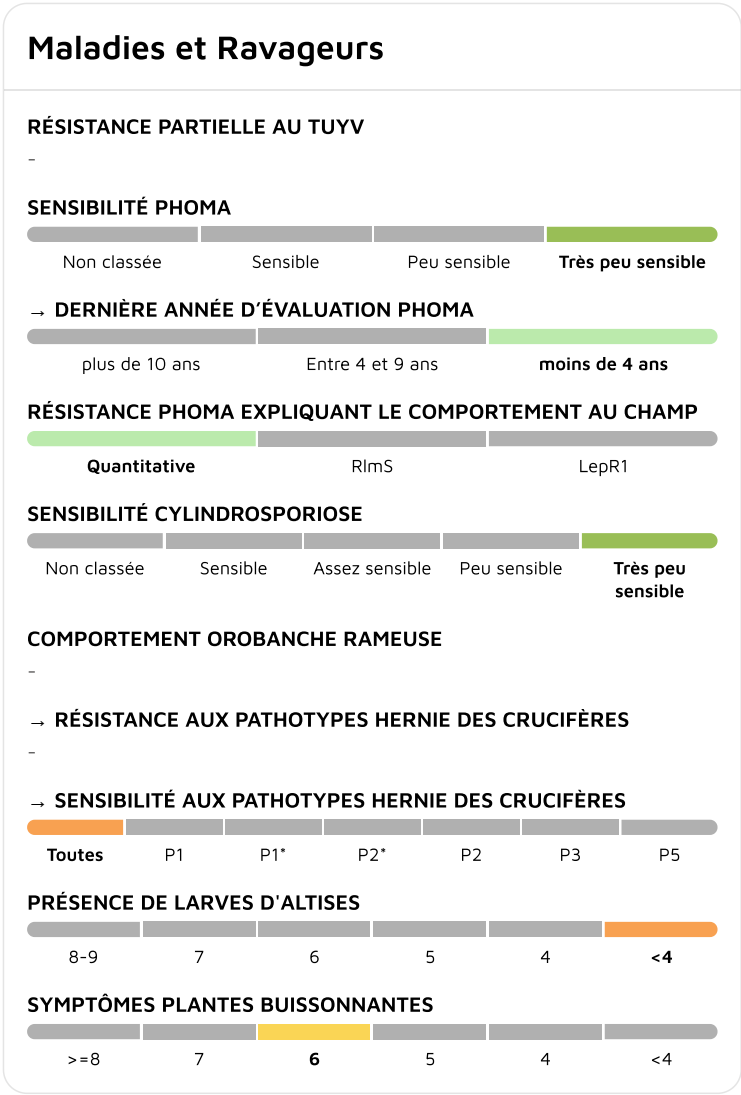 Maladies et Ravageurs
RÉSISTANCE PARTIELLE AU TUYV
-
SENSIBILITÉ PHOMA
Non classée Sensible Peu sensible Très peu sensible
→ DERNIÈRE ANNÉE D’ÉVALUATION PHOMA
plus de 10 ans Entre 4 et 9 ans moins de 4 ans
RÉSISTANCE PHOMA EXPLIQUANT LE COMPORTEMENT AU CHAMP
Quantitative RlmS LepR1
SENSIBILITÉ CYLINDROSPORIOSE
Non classée Sensible Assez sensible Peu sensible Très peu
sensible
COMPORTEMENT OROBANCHE RAMEUSE
-
→ RÉSISTANCE AUX PATHOTYPES HERNIE DES CRUCIFÈRES
-
→ SENSIBILITÉ AUX PATHOTYPES HERNIE DES CRUCIFÈRES
Toutes P1 P1* P2* P2 P3 P5
PRÉSENCE DE LARVES D'ALTISES
8-9 7 6 5 4 <4
SYMPTÔMES PLANTES BUISSONNANTES
>=8 7 6 5 4 <4